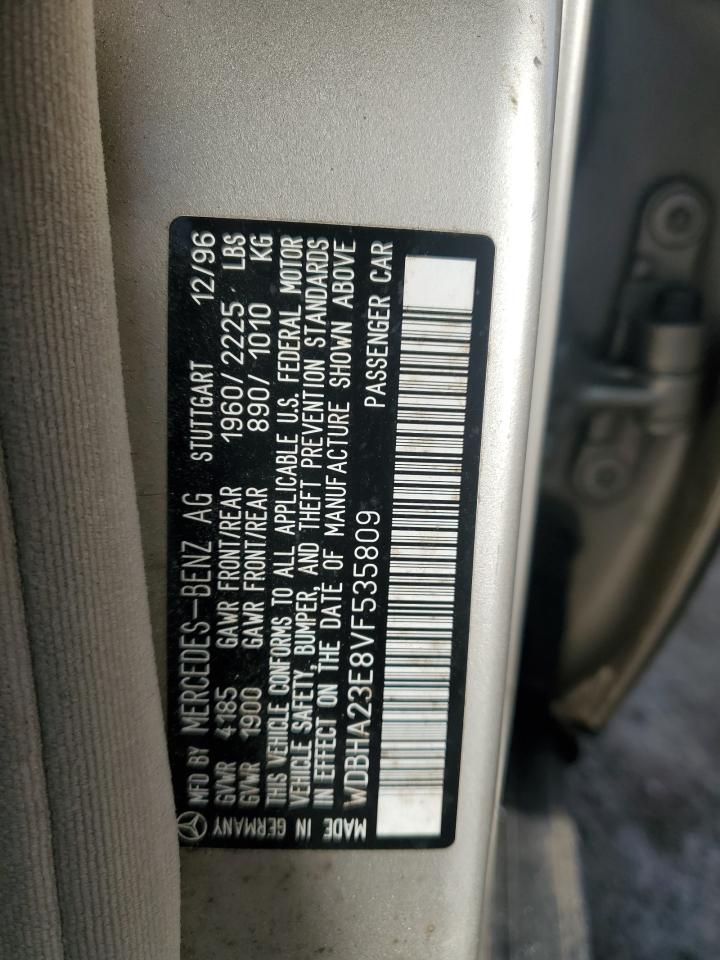 MFD BY MERCEDES-BENZ AG STUTTGART 12/96
GVWR 4185 GAWR FRONT/REAR 1960/2225 LBS
GVWR 1900 GAWR FRONT/REAR 890/1010 KG
THIS VEHICLE CONFORMS TO ALL APPLICABLE U.S. FEDERAL MOTOR
VEHICLE SAFETY, BUMPER, AND THEFT PREVENTION STANDARDS
IN EFFECT ON THE DATE OF MANUFACTURE SHOWN ABOVE
WDBHA23E8VF535809 PASSENGER CAR
MADE IN GERMANY